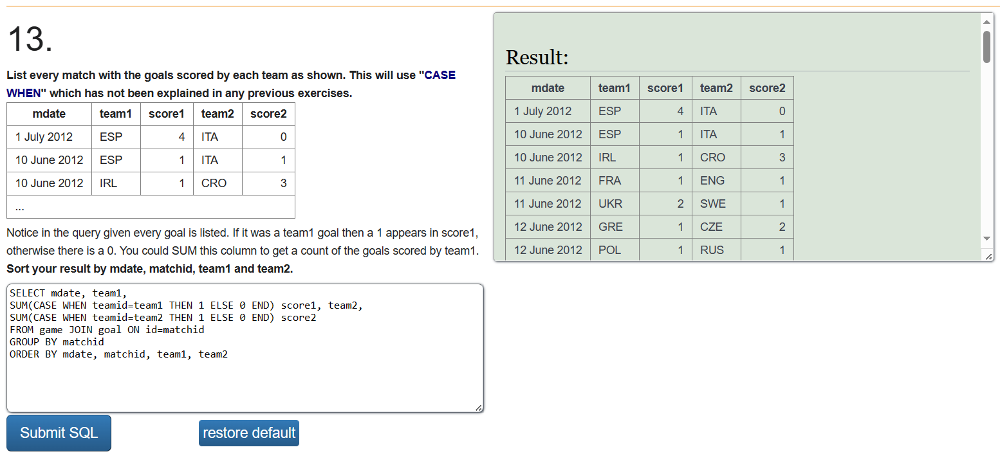 13.
List every match with the goals scored by each team as shown. This will use "CASE
WHEN" which has not been explained in any previous exercises.
mdate team1 score1 team2 score2
1 July 2012 ESP 4 ITA 0
10 June 2012 ESP 1 ITA 1
10 June 2012 IRL 1 CRO 3
...
Notice in the query given every goal is listed. If it was a team1 goal then a 1 appears in score1,
otherwise there is a 0. You could SUM this column to get a count of the goals scored by team1.
Sort your result by mdate, matchid, team1 and team2.
SELECT mdate, team1,
SUM(CASE WHEN teamid=team1 THEN 1 ELSE 0 END) score1, team2,
SUM(CASE WHEN teamid=team2 THEN 1 ELSE 0 END) score2
FROM game JOIN goal ON id=matchid
GROUP BY matchid
ORDER BY mdate, matchid, team1, team2
Submit SQL
restore default
Result:
mdate team1 score1 team2 score2
1 July 2012 ESP 4 ITA 0
10 June 2012 ESP 1 ITA 1
10 June 2012 IRL 1 CRO 3
11 June 2012 FRA 1 ENG 1
11 June 2012 UKR 2 SWE 1
12 June 2012 GRE 1 CZE 2
12 June 2012 POL 1 RUS 1